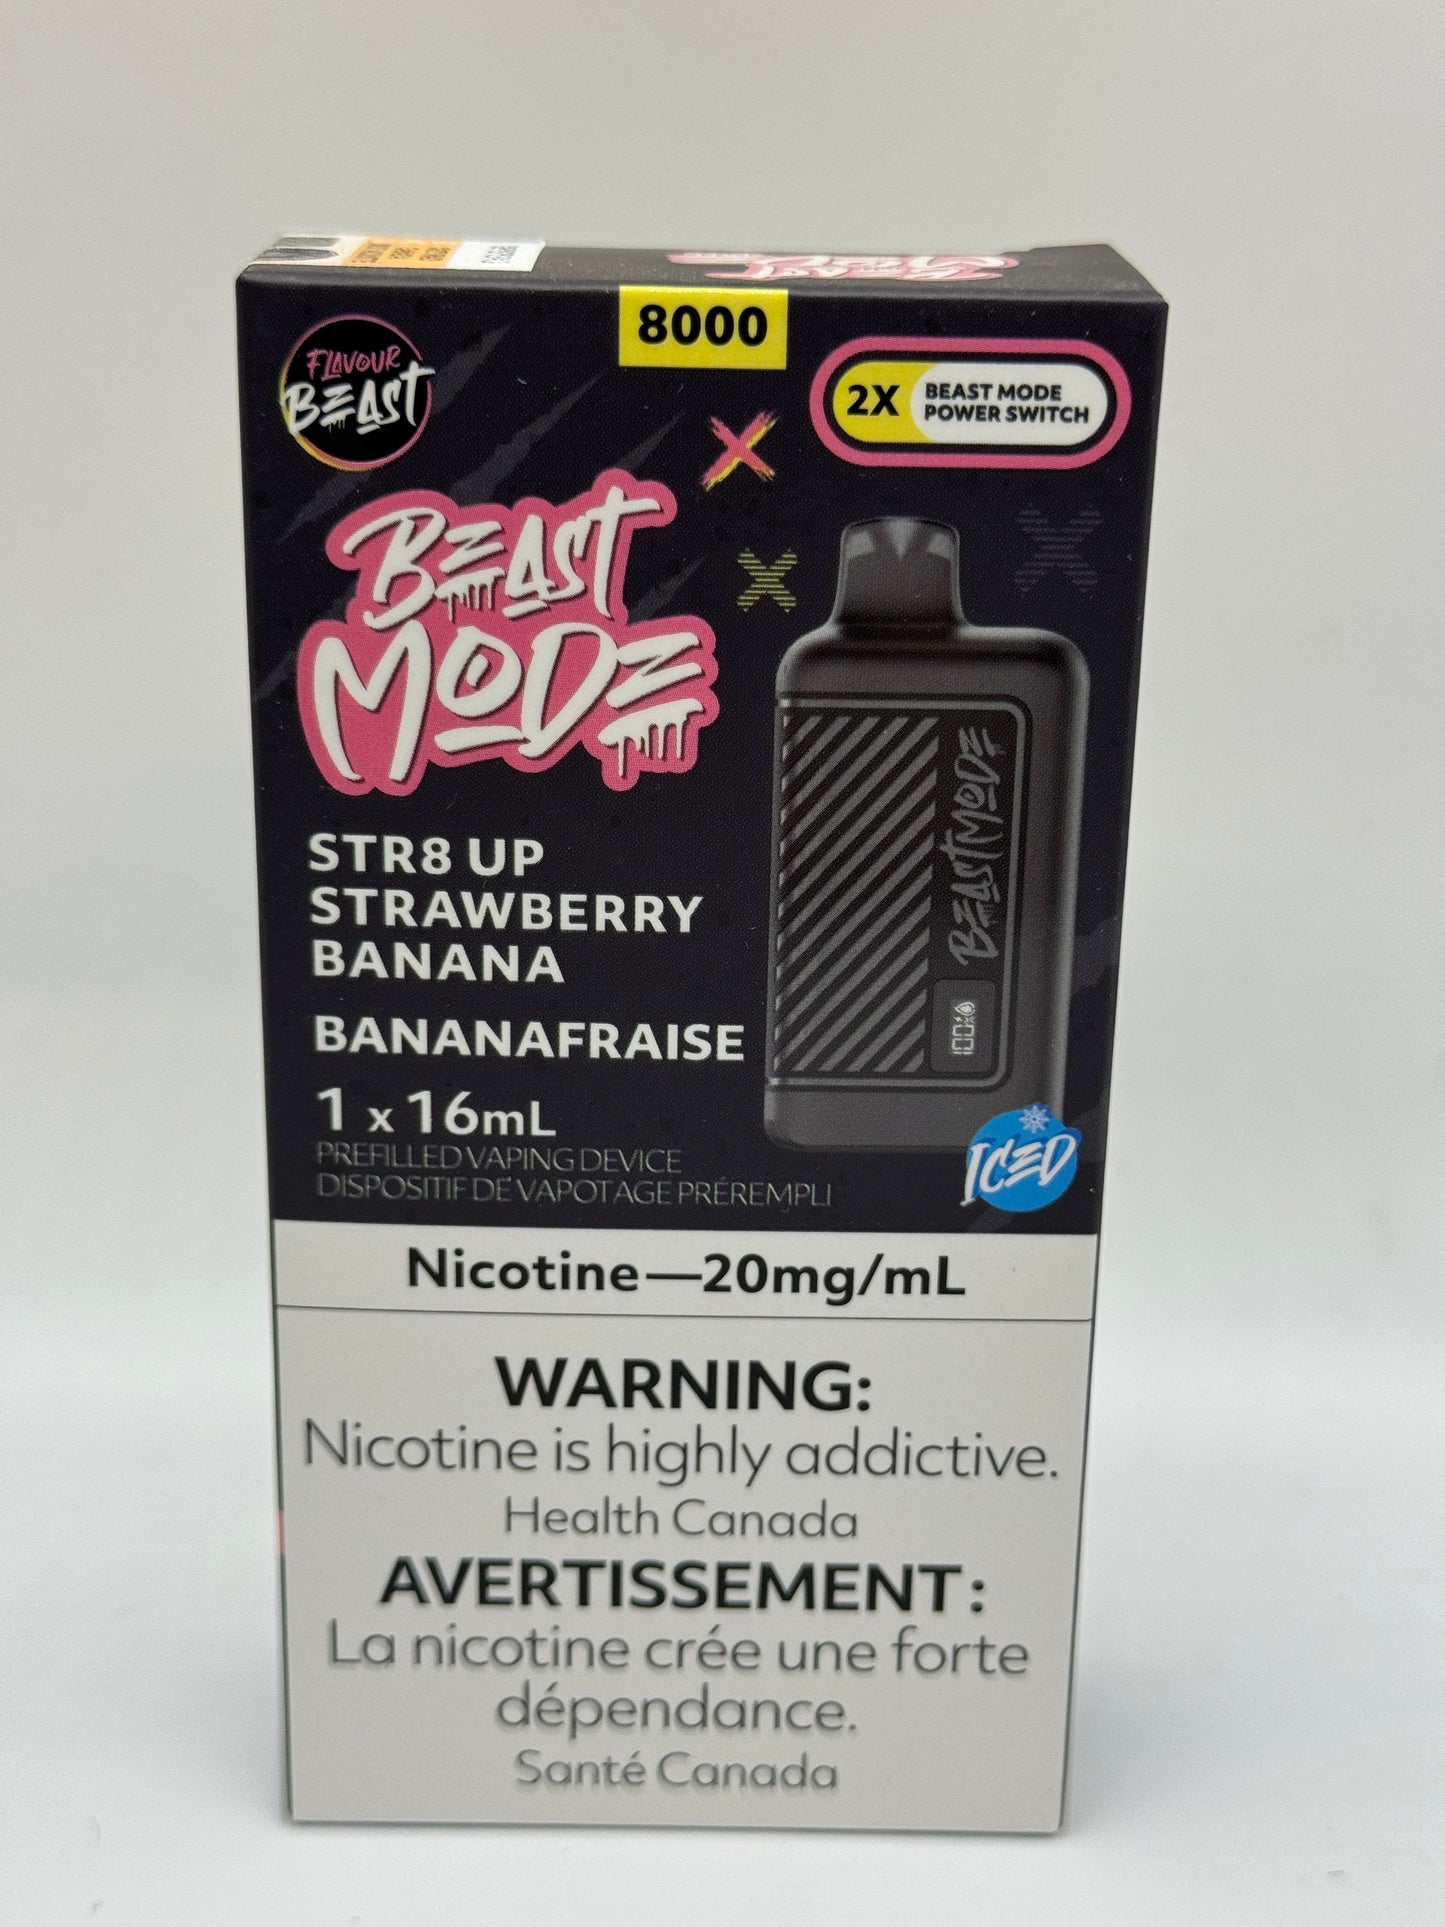 8000
FLAVOUR
BEAST
2X
BEAST MODE
POWER SWITCH
BEAST
MODE
BEAST MODE
100%
STR8 UP
STRAWBERRY
BANANA
BANANAFRAISE
1 x 16mL
PREFILLED VAPING DEVICE
DISPOSITIF DE VAPOTAGE PRÉREMPLI
ICED
Nicotine—20mg/mL
WARNING:
Nicotine is highly addictive.
Health Canada
AVERTISSEMENT :
La nicotine crée une forte
dépendance.
Santé Canada